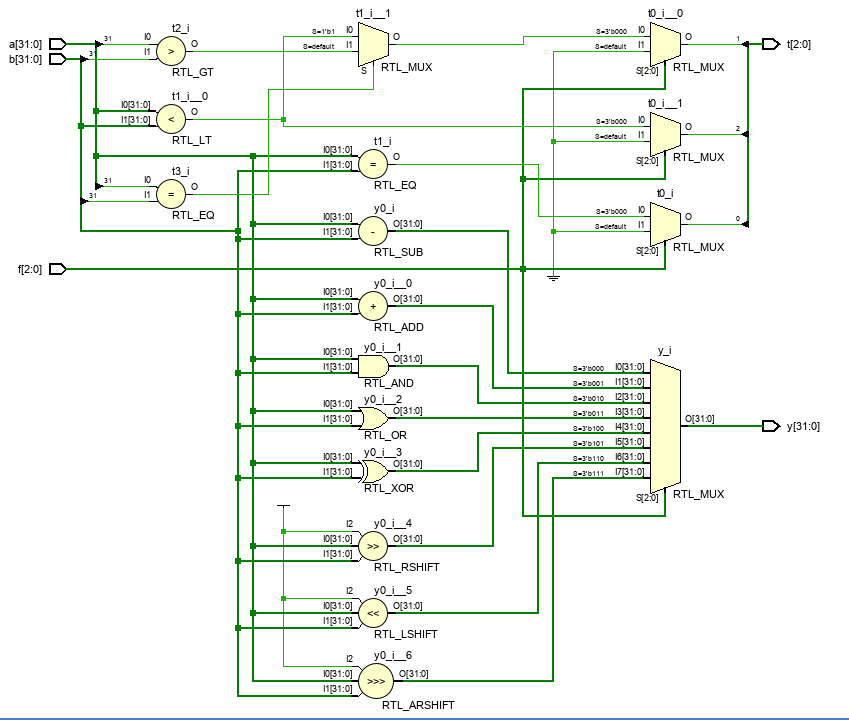 t1_i__1
t0_i__0
t2_i
S=1'b1
I0
S=3'b000
I0
a[31:0]
31
I0
O
S=default
I1
O
S=default
I1
O
1
t[2:0]
b[31:0]
31
I1
>
RTL_GT
S
RTL_MUX
S[2:0]
RTL_MUX
t1_i__0
t0_i__1
I0[31:0]
I1[31:0]
<
O
RTL_LT
S=3'b000
I0
S=default
I1
O
2
S[2:0]
RTL_MUX
t1_i
I0[31:0]
I1[31:0]
=
O
RTL_EQ
t3_i
31
I0
31
I1
=
O
RTL_EQ
t0_i
S=3'b000
I0
S=default
I1
O
0
S[2:0]
RTL_MUX
y0_i
I0[31:0]
I1[31:0]
-
O[31:0]
RTL_SUB
f[2:0]
y0_i__0
I0[31:0]
I1[31:0]
+
O[31:0]
RTL_ADD
y0_i__1
I0[31:0]
I1[31:0]
O[31:0]
RTL_AND
y0_i__2
I0[31:0]
I1[31:0]
O[31:0]
RTL_OR
y0_i__3
I0[31:0]
I1[31:0]
O[31:0]
RTL_XOR
y_i
S=3'b000
I0[31:0]
S=3'b001
I1[31:0]
S=3'b010
I2[31:0]
S=3'b011
I3[31:0]
S=3'b100
I4[31:0]
S=3'b101
I5[31:0]
S=3'b110
I6[31:0]
S=3'b111
I7[31:0]
O[31:0]
y[31:0]
S[2:0]
RTL_MUX
y0_i__4
I2
I0[31:0]
I1[31:0]
>>
O[31:0]
RTL_RSHIFT
y0_i__5
I2
I0[31:0]
I1[31:0]
<<
O[31:0]
RTL_LSHIFT
y0_i__6
I2
I0[31:0]
I1[31:0]
>>>
O[31:0]
RTL_ARSHIFT